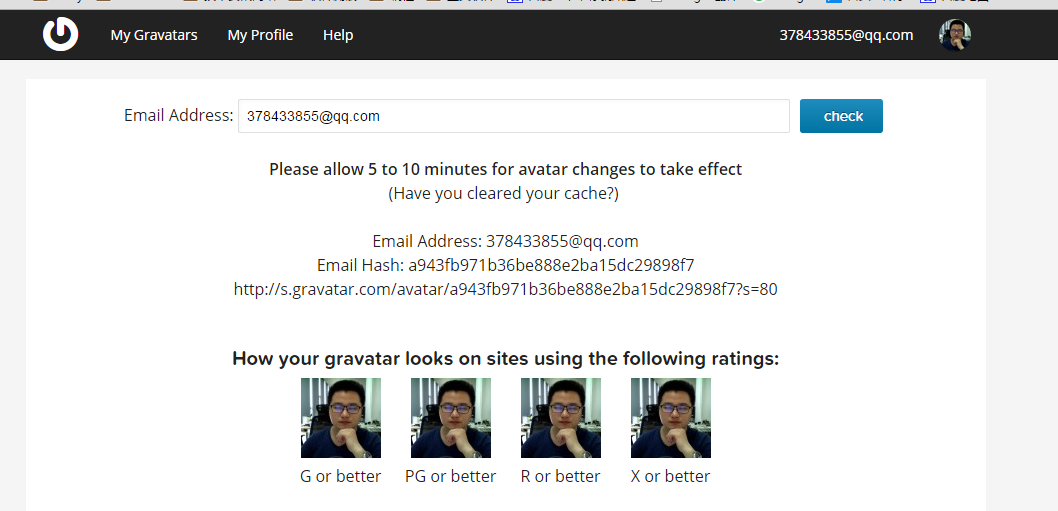 My Gravatars My Profile Help 378433855@qq.com
Email Address: 378433855@qq.com check
Please allow 5 to 10 minutes for avatar changes to take effect
(Have you cleared your cache?)
Email Address: 378433855@qq.com
Email Hash: a943fb971b36be888e2ba15dc29898f7
http://s.gravatar.com/avatar/a943fb971b36be888e2ba15dc29898f7?s=80
How your gravatar looks on sites using the following ratings:
G or better PG or better R or better X or better